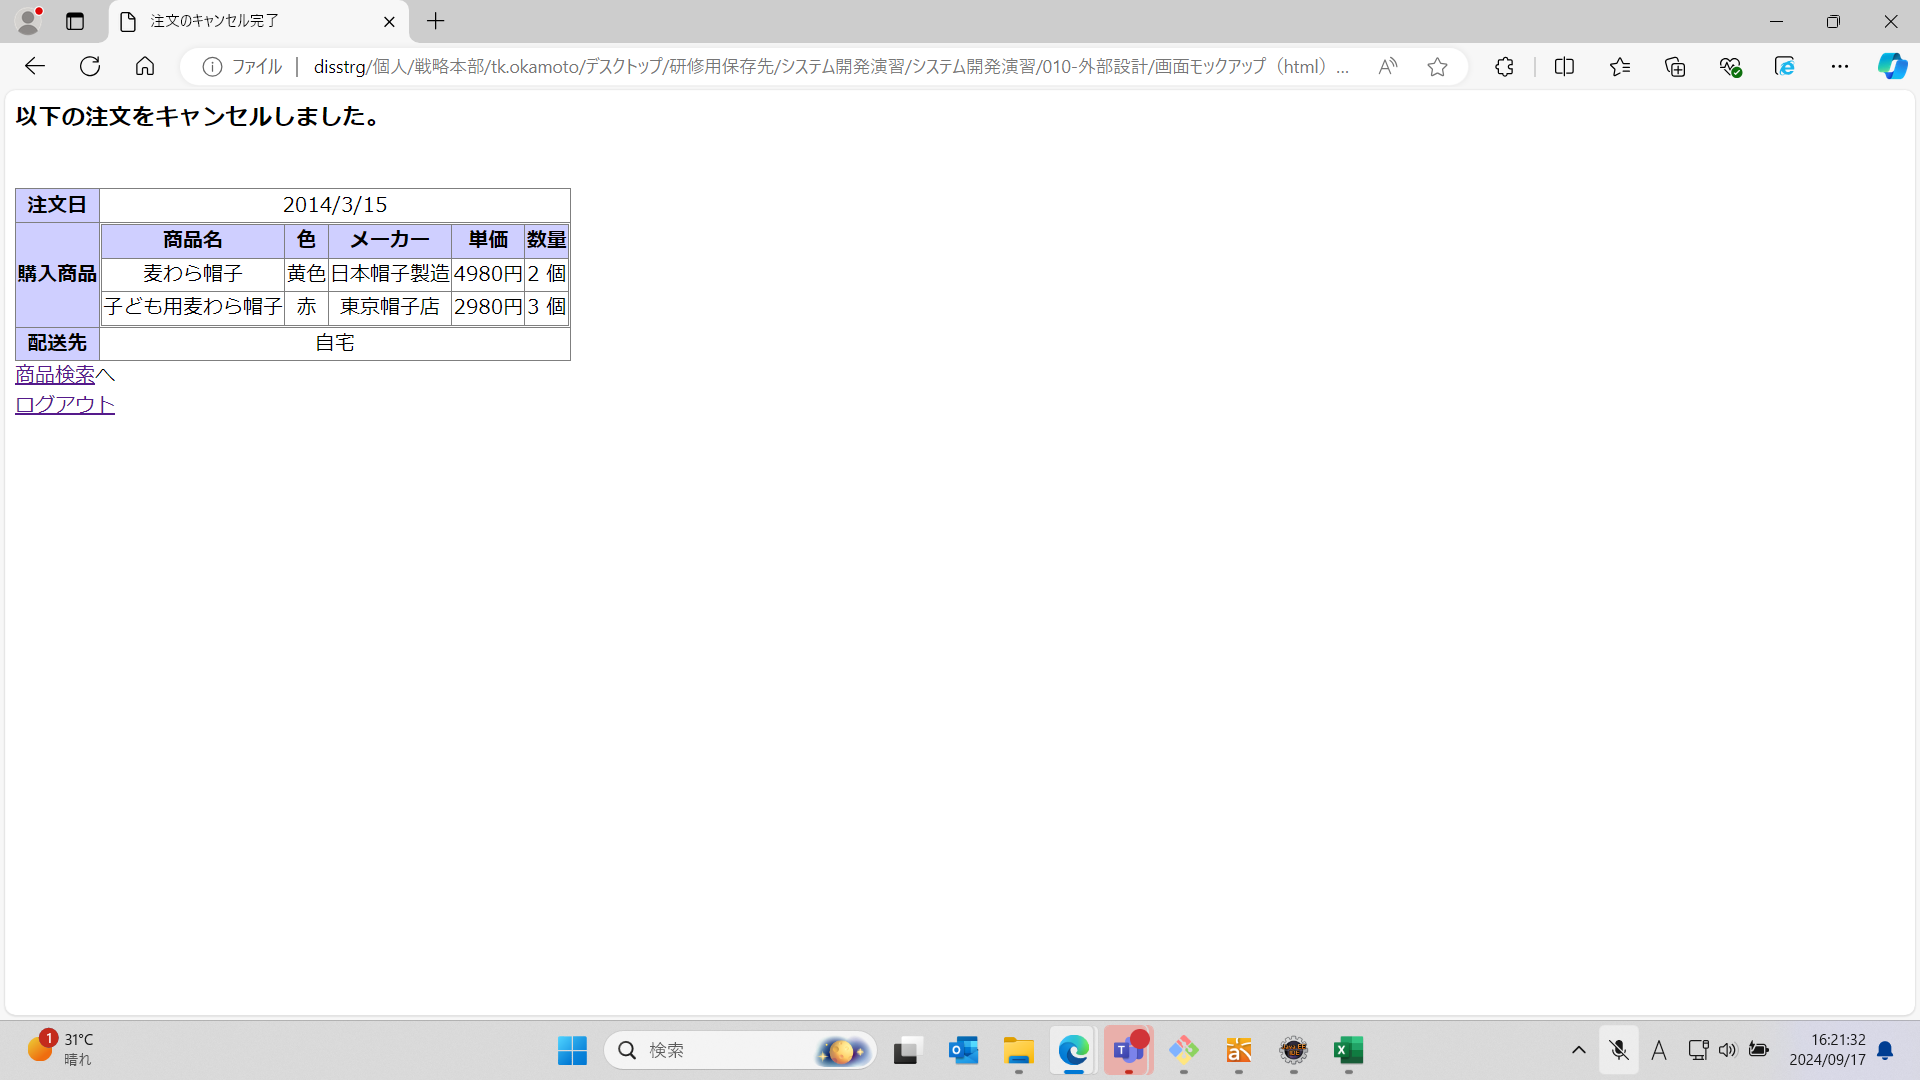 注文のキャンセル完了
ファイル | disstrg/個人/戦略本部/tk.okamoto/デスクトップ/研修用保存先/システム開発演習/システム開発演習/010-外部設計/画面モックアップ（html）...
以下の注文をキャンセルしました。
注文日 2014/3/15
購入商品
商品名 色 メーカー 単価 数量
麦わら帽子 黄色 日本帽子製造 4980円 2 個
子ども用麦わら帽子 赤 東京帽子店 2980円 3 個
配送先 自宅
商品検索へ
ログアウト
1 31°C
晴れ
検索
A
16:21:32
2024/09/17